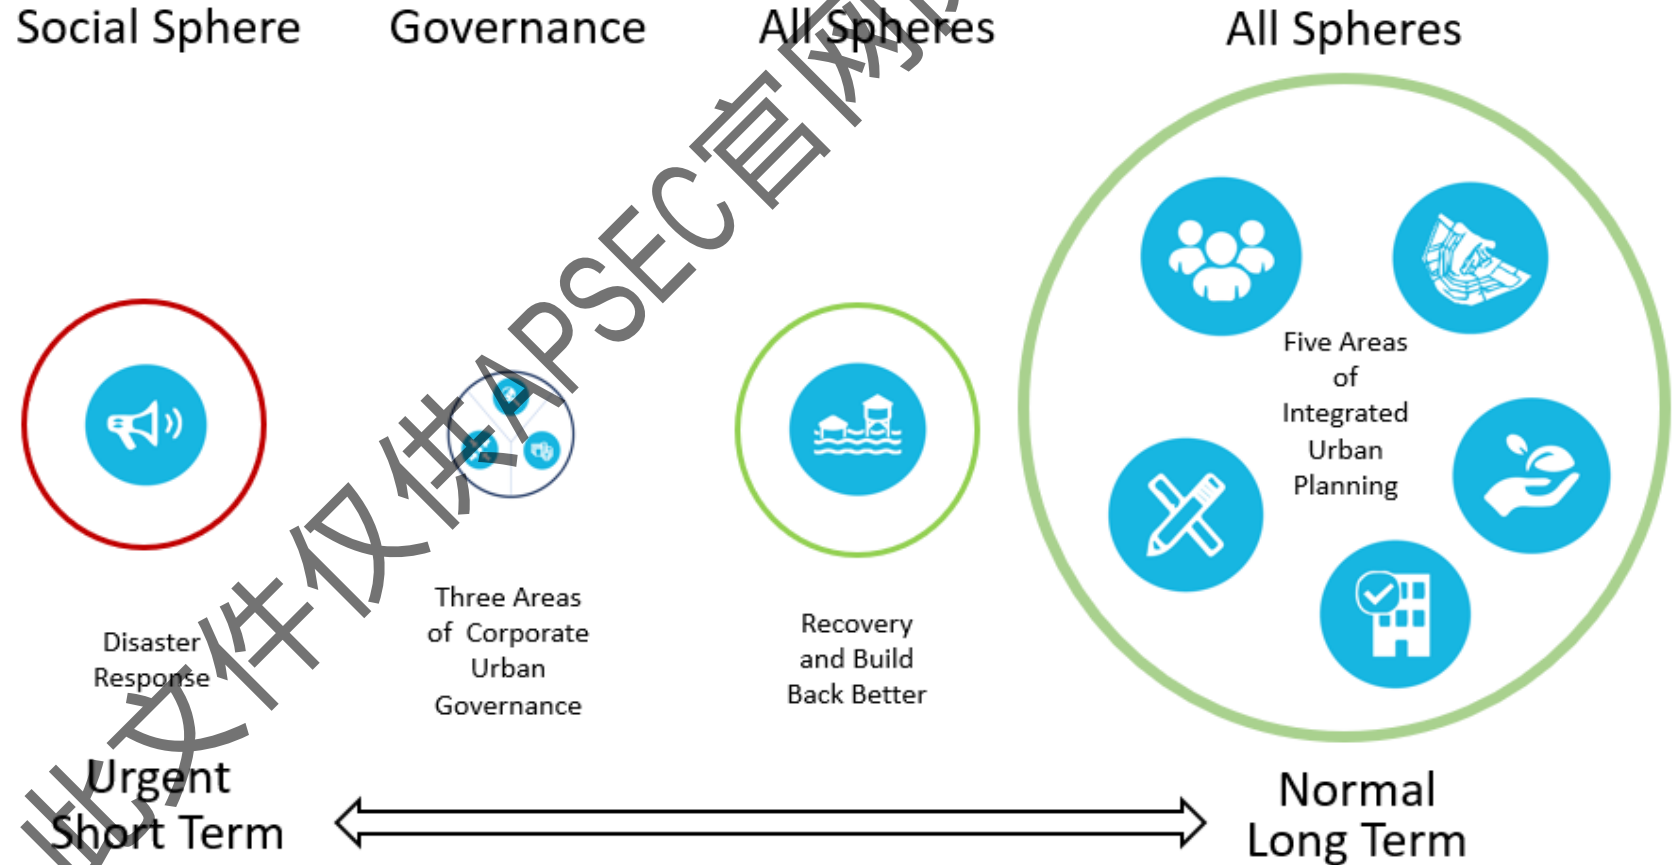 Social Sphere
Governance
All Spheres
All Spheres
Five Areas
of
Integrated
Urban
Planning
Disaster
Response
Three Areas
of Corporate
Urban
Governance
Recovery
and Build
Back Better
Urgent
Short Term
Normal
Long Term
此文件仅供APSEC官网